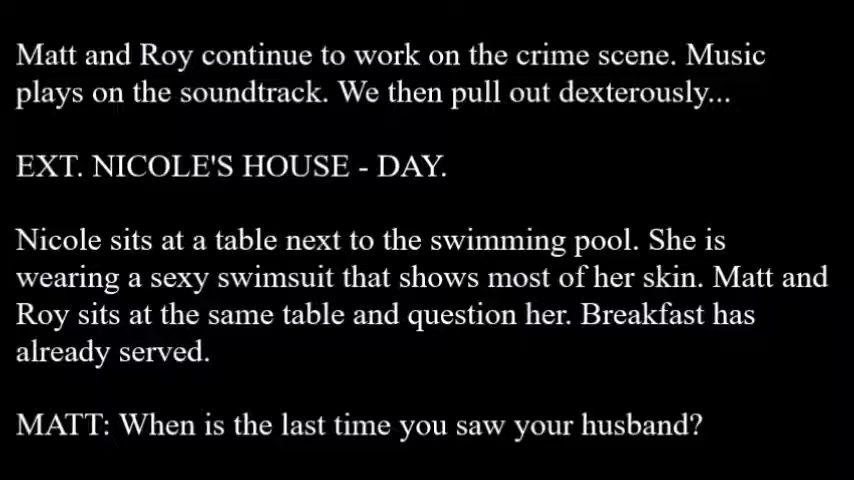 Matt and Roy continue to work on the crime scene. Music
plays on the soundtrack. We then pull out dexterously...
EXT. NICOLE'S HOUSE - DAY.
Nicole sits at a table next to the swimming pool. She is
wearing a sexy swimsuit that shows most of her skin. Matt and
Roy sits at the same table and question her. Breakfast has
already served.
MATT: When is the last time you saw your husband?